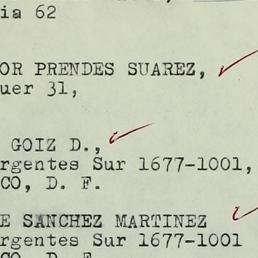 ia 62
OR PRENDES SUAREZ,
uer 31,
GOIZ D.,
rgentes Sur 1677-1001,
CO, D. F.
E SANCHEZ MARTINEZ
rgentes Sur 1677-1001
CO, D. F.